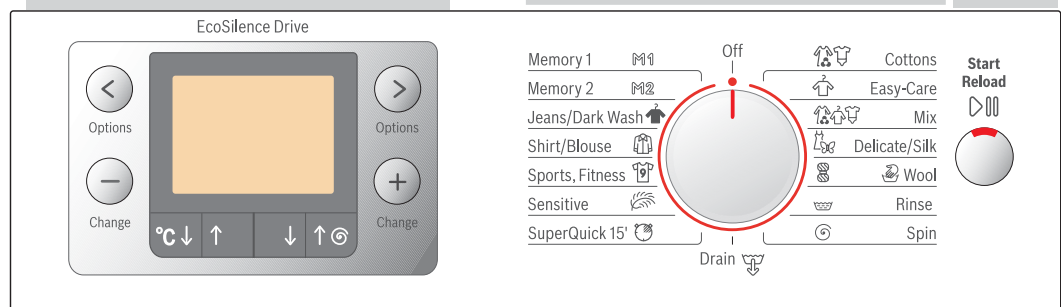 EcoSilence Drive
< Options
> Options
− Change
+ Change
°C ↓ ↑ ↓ ↑
Off
Memory 1 M1
Memory 2 M2
Jeans/Dark Wash
Shirt/Blouse
Sports, Fitness 9
Sensitive
SuperQuick 15'
Drain
Cottons
Easy-Care
Mix
Delicate/Silk
Wool
Rinse
Spin
Start
Reload